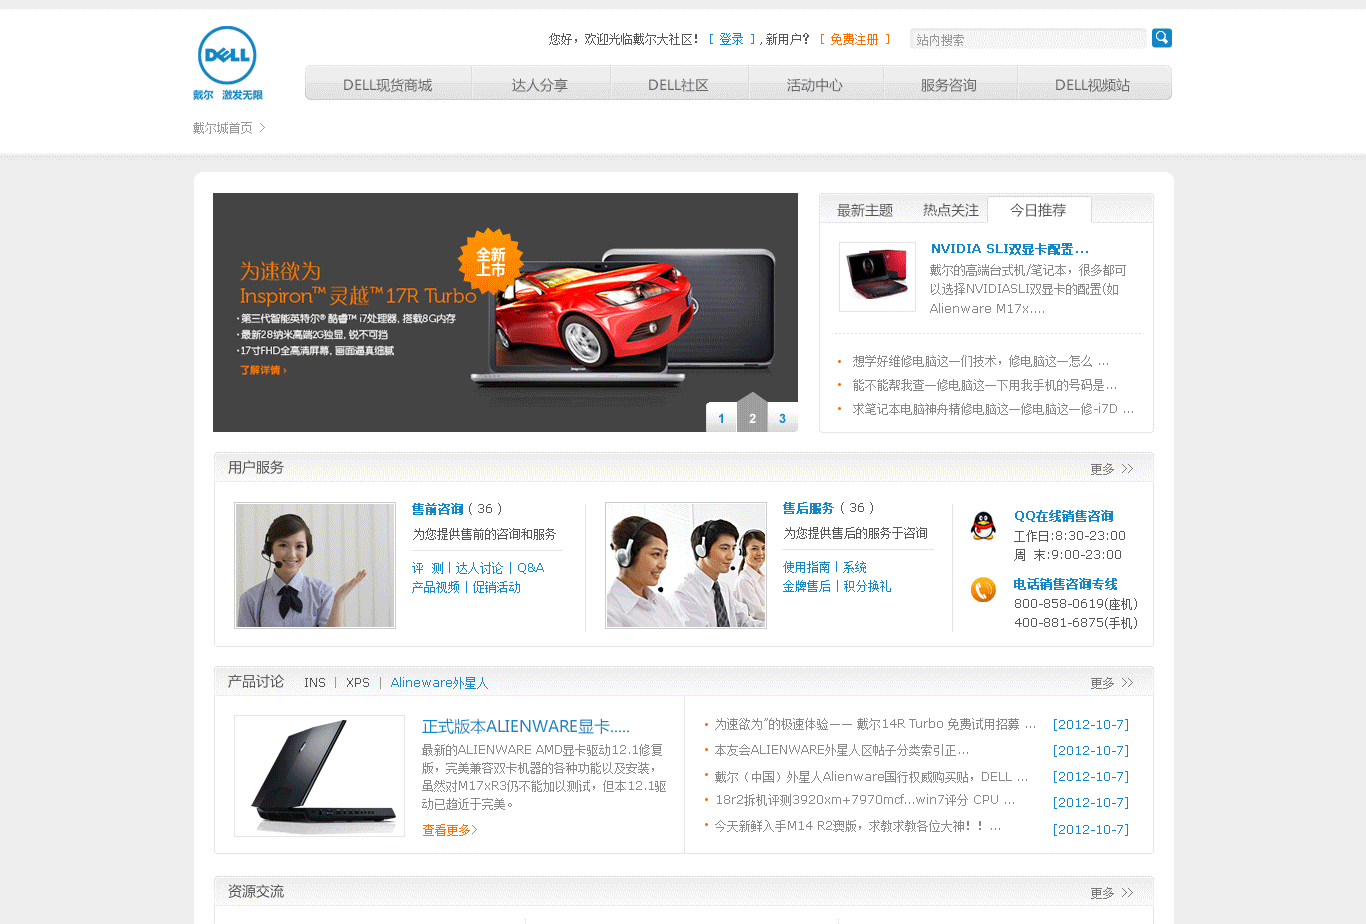 您好，欢迎光临戴尔大社区！ [ 登录 ] , 新用户？ [ 免费注册 ]
站内搜索
DELL
戴尔 激发无限
DELL现货商城 达人分享 DELL社区 活动中心 服务咨询 DELL视频站
戴尔城首页 >
为速欲为
Inspiron™ 灵越™ 17R Turbo
·第三代智能英特尔® 酷睿™ i7处理器, 搭载8G内存
·最新28纳米高端2G独显, 锐不可挡
·17寸FHD全高清屏幕, 画面逼真细腻
了解详情 ›
全新
上市
1 2 3
最新主题 热点关注 今日推荐
NVIDIA SLI双显卡配置...
戴尔的高端台式机/笔记本，很多都可
以选择NVIDIASLI双显卡的配置(如
Alienware M17x....
• 想学好维修电脑这一们技术，修电脑这一怎么 ...
• 能不能帮我查一修电脑这一下用我手机的号码是...
• 求笔记本电脑神舟精修电脑这一修电脑这一修-i7D ...
用户服务 更多 >>
售前咨询 ( 36 )
为您提供售前的咨询和服务
评 测 | 达人讨论 | Q&A
产品视频 | 促销活动
售后服务 ( 36 )
为您提供售后的服务于咨询
使用指南 | 系统
金牌售后 | 积分换礼
QQ在线销售咨询
工作日:8:30-23:00
周 末:9:00-23:00
电话销售咨询专线
800-858-0619(座机)
400-881-6875(手机)
产品讨论 INS | XPS | Alineware外星人 更多 >>
正式版本ALIENWARE显卡.....
最新的ALIENWARE AMD显卡驱动12.1修复
版，完美兼容双卡机器的各种功能以及安装，
虽然对M17xR3仍不能加以测试，但本12.1驱
动已趋近于完美。
查看更多>
• 为速欲为”的极速体验—— 戴尔14R Turbo 免费试用招募 ... [2012-10-7]
• 本友会ALIENWARE外星人区帖子分类索引正... [2012-10-7]
• 戴尔（中国）外星人Alienware国行权威购买贴，DELL ... [2012-10-7]
• 18r2拆机评测3920xm+7970mcf...win7评分 CPU ... [2012-10-7]
• 今天新鲜入手M14 R2澳版，求教求教各位大神！！... [2012-10-7]
资源交流 更多 >>